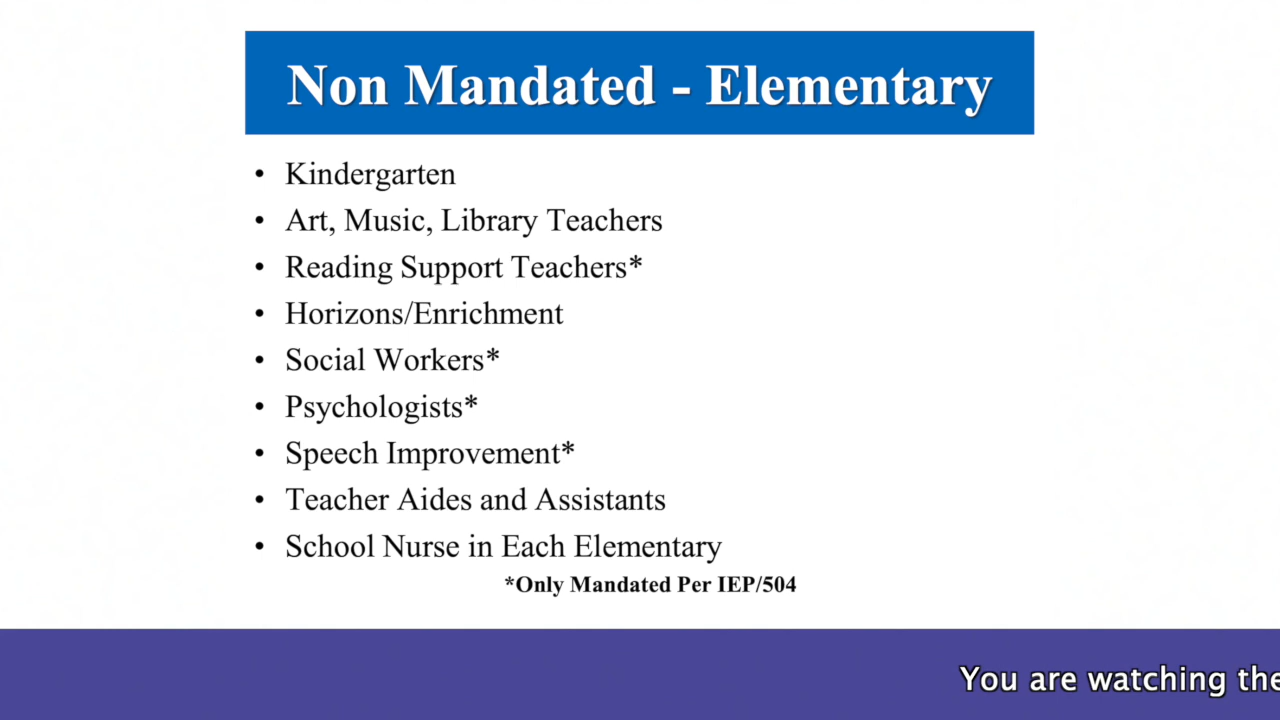 Non Mandated - Elementary
• Kindergarten
• Art, Music, Library Teachers
• Reading Support Teachers*
• Horizons/Enrichment
• Social Workers*
• Psychologists*
• Speech Improvement*
• Teacher Aides and Assistants
• School Nurse in Each Elementary
*Only Mandated Per IEP/504
You are watching the